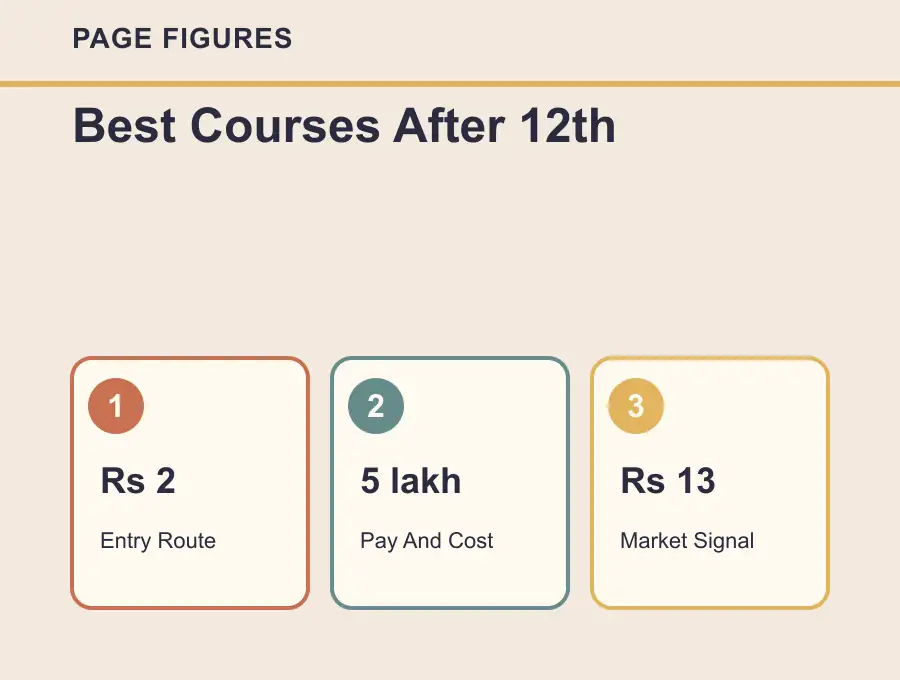 PAGE FIGURES
Best Courses After 12th
1
Rs 2
Entry Route
2
5 lakh
Pay And Cost
3
Rs 13
Market Signal